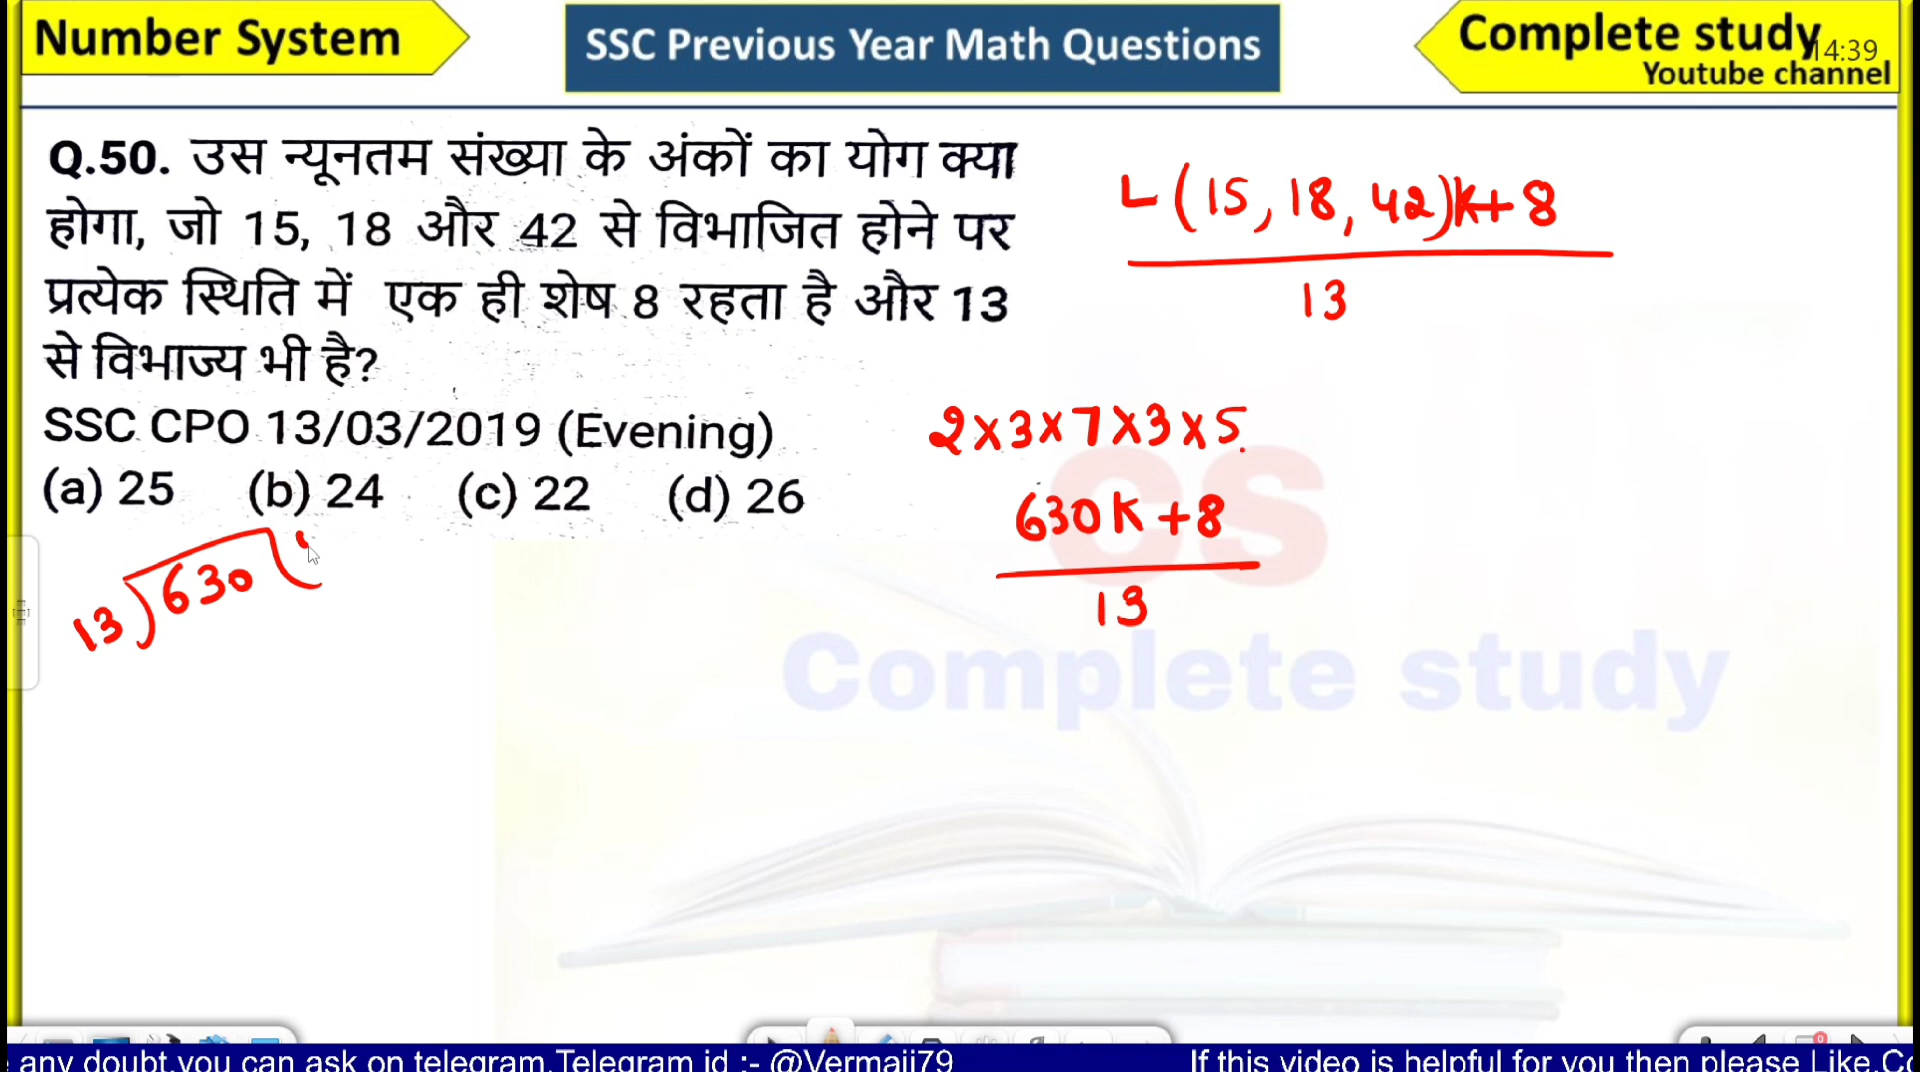 Number System
SSC Previous Year Math Questions
Complete study
14:39
Youtube channel
Q.50. उस न्यूनतम संख्या के अंकों का योग क्या
होगा, जो 15, 18 और 42 से विभाजित होने पर
प्रत्येक स्थिति में एक ही शेष 8 रहता है और 13
से विभाज्य भी है?
SSC CPO 13/03/2019 (Evening)
(a) 25 (b) 24 (c) 22 (d) 26
L (15, 18, 42)k+8
13
2×3×7×3×5
630K+8
13
13)630(
CS
Complete study
any doubt,you can ask on telegram.Telegram id :- @Vermaji79
If this video is helpful for you then please Like,Co